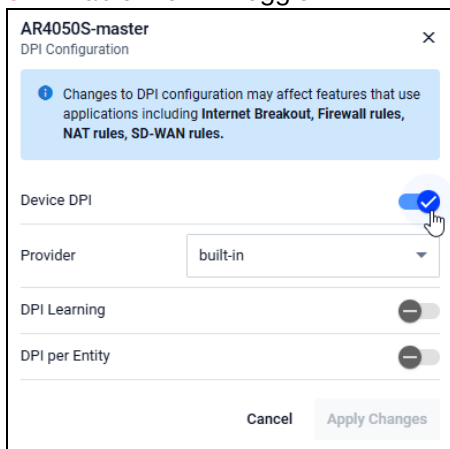 AR4050S-master
DPI Configuration
Changes to DPI configuration may affect features that use
applications including Internet Breakout, Firewall rules,
NAT rules, SD-WAN rules.
Device DPI
Provider built-in
DPI Learning
DPI per Entity
Cancel Apply Changes